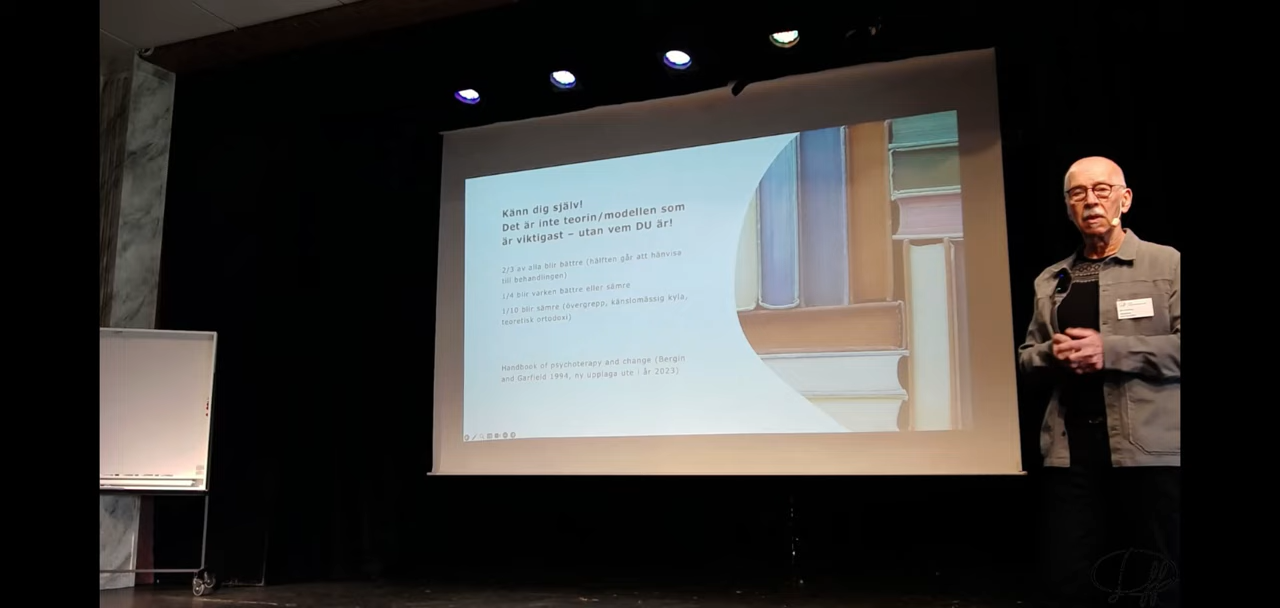 Känn dig själv!
Det är inte teorin/modellen som
är viktigast – utan vem DU är!
2/3 av alla blir bättre (hälften går att hänvisa
till behandlingen)
1/4 blir varken bättre eller sämre
1/10 blir sämre (övergrepp, känslomässig kyla,
teoretisk ortodoxi)
Handbook of psychoterapy and change (Bergin
and Garfield 1994, ny upplaga ute i år 2023)